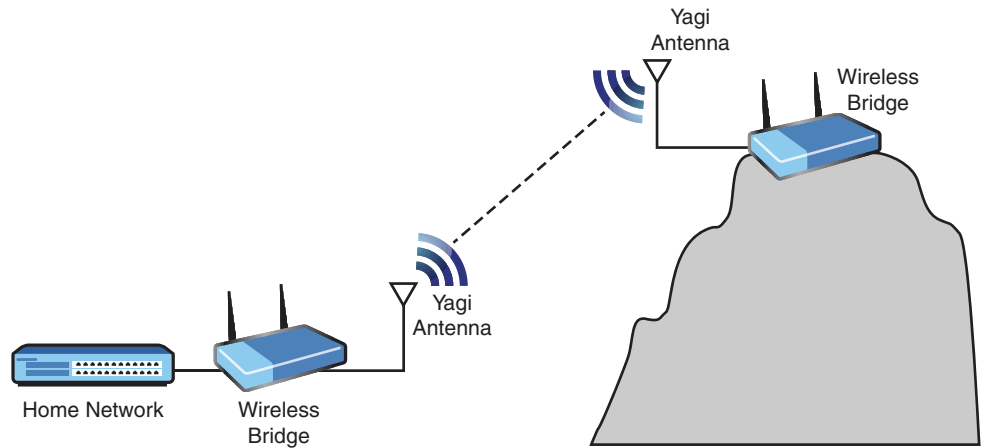 Yagi
Antenna
Wireless
Bridge
Yagi
Antenna
Home Network
Wireless
Bridge